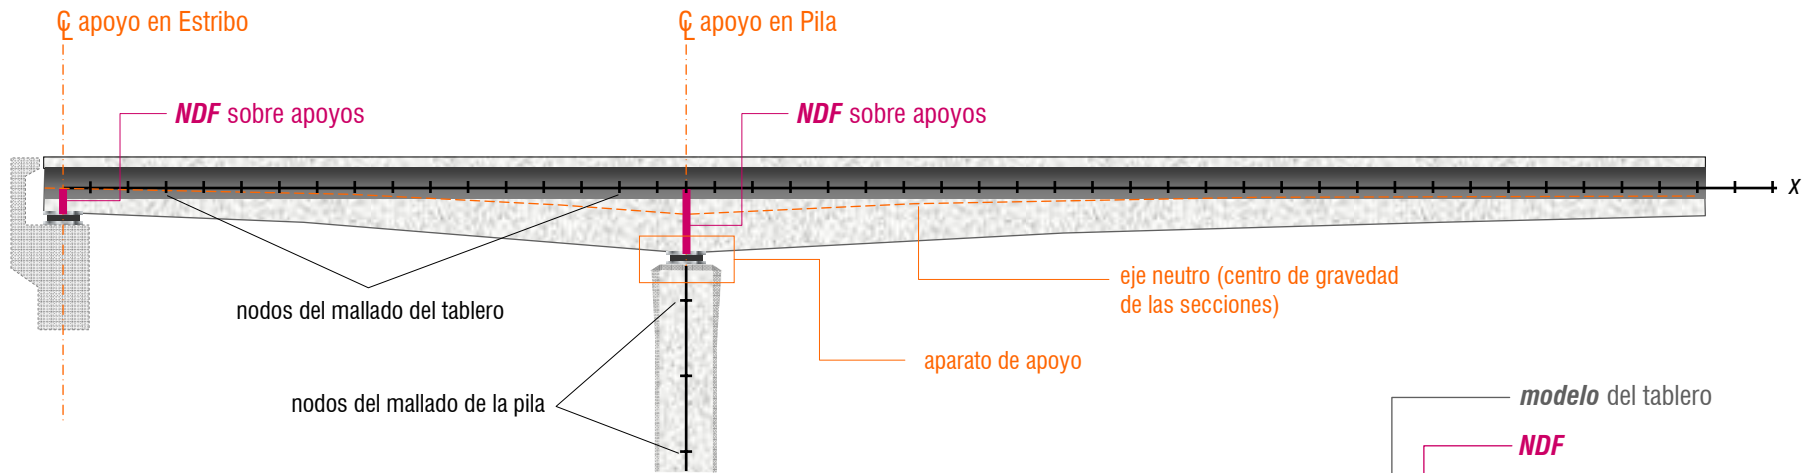 ℄ apoyo en Estribo
℄ apoyo en Pila
NDF sobre apoyos
NDF sobre apoyos
x
eje neutro (centro de gravedad
de las secciones)
nodos del mallado del tablero
aparato de apoyo
nodos del mallado de la pila
modelo del tablero
NDF